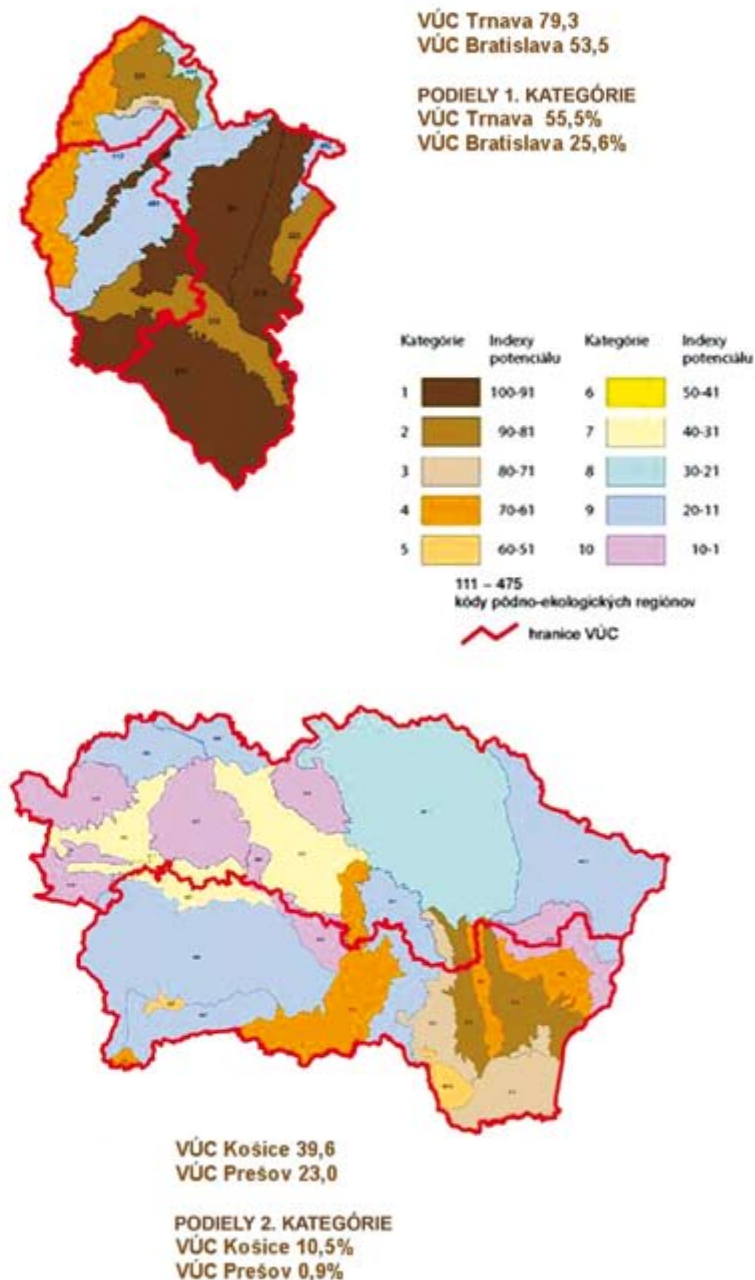 VÚC Trnava 79,3
VÚC Bratislava 53,5
PODIELY 1. KATEGÓRIE
VÚC Trnava 55,5%
VÚC Bratislava 25,6%
Kategórie Indexy potenciálu Kategórie Indexy potenciálu
1 100-91 6 50-41
2 90-81 7 40-31
3 80-71 8 30-21
4 70-61 9 20-11
5 60-51 10 10-1
111 – 475
kódy pôdno-ekologických regiónov
hranice VÚC
VÚC Košice 39,6
VÚC Prešov 23,0
PODIELY 2. KATEGÓRIE
VÚC Košice 10,5%
VÚC Prešov 0,9%